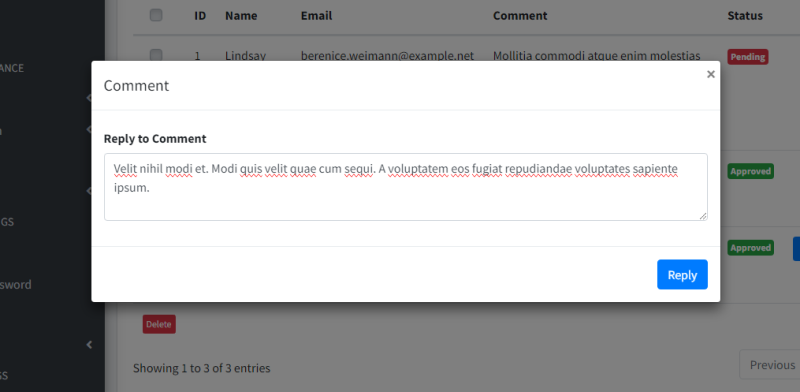 ID Name Email Comment Status
1 Lindsay berenice.weimann@example.net Mollitia commodi atque enim molestias Pending
ANCE
Comment ×
Reply to Comment
Velit nihil modi et. Modi quis velit quae cum sequi. A voluptatem eos fugiat repudiandae voluptates sapiente
ipsum.
Approved
GS
Approved
Reply
sword
Delete
Showing 1 to 3 of 3 entries
Previous
GS